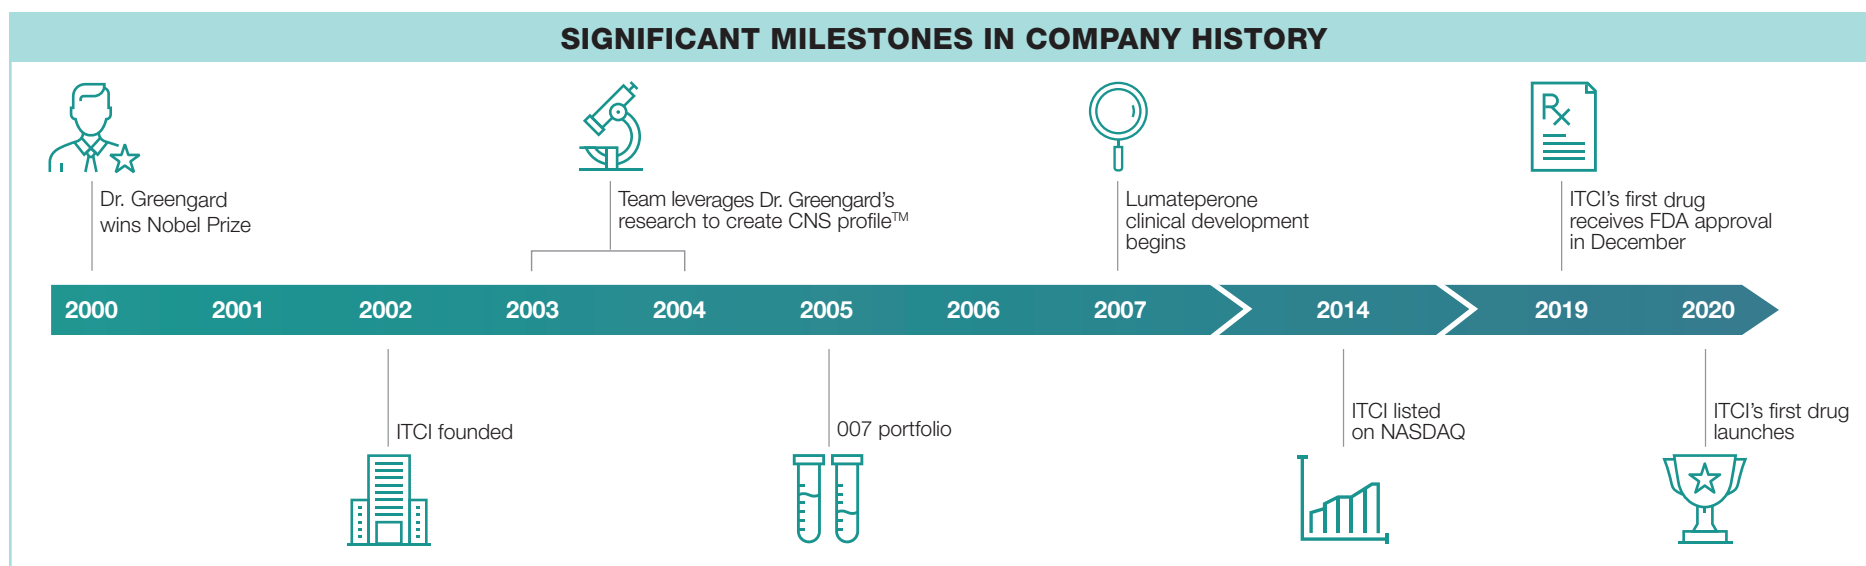 SIGNIFICANT MILESTONES IN COMPANY HISTORY
Rx
Dr. Greengard
wins Nobel Prize
Team leverages Dr. Greengard’s
research to create CNS profile™
Lumateperone
clinical development
begins
ITCI’s first drug
receives FDA approval
in December
2000 2001 2002 2003 2004 2005 2006 2007 2014 2019 2020
ITCI founded
007 portfolio
ITCI listed
on NASDAQ
ITCI’s first drug
launches